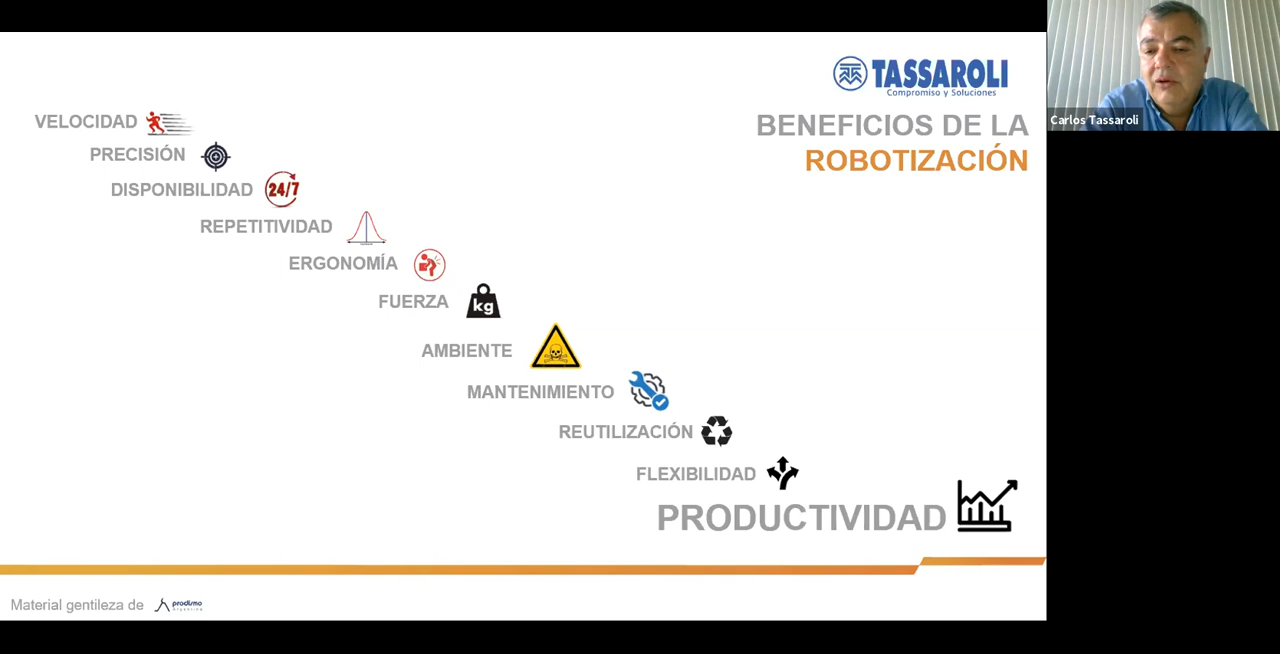 TASSAROLI
Compromiso y Soluciones
Carlos Tassaroli
BENEFICIOS DE LA
ROBOTIZACIÓN
VELOCIDAD
PRECISIÓN
DISPONIBILIDAD 24/7
REPETITIVIDAD
ERGONOMÍA
FUERZA kg
AMBIENTE
MANTENIMIENTO
REUTILIZACIÓN
FLEXIBILIDAD
PRODUCTIVIDAD
Material gentileza de prodismo